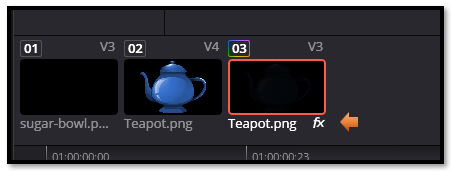 01 V3 02 V4 03 V3
sugar-bowl.p... Teapot.png Teapot.png fx
01:00:00:00 01:00:00:23